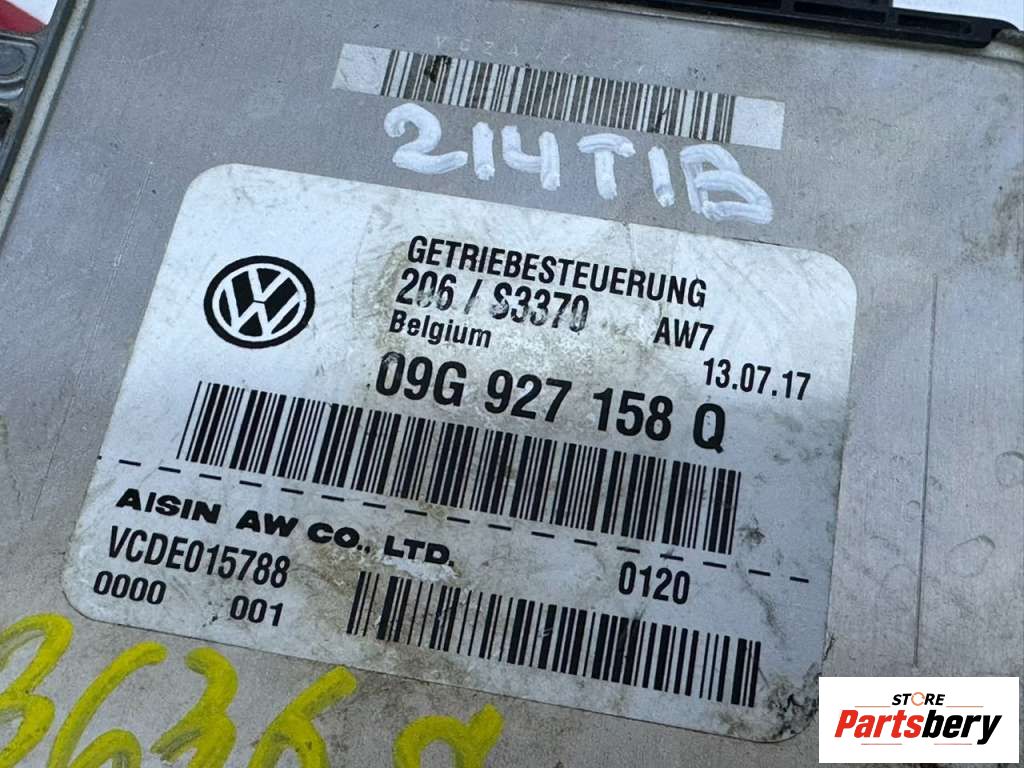 214TIB
GETRIEBESTEUERUNG
206 / S3370 AW7
Belgium 13.07.17
09G 927 158 Q
AISIN AW CO., LTD.
VCDE015788 0120
0000 001
STORE
Partsbery